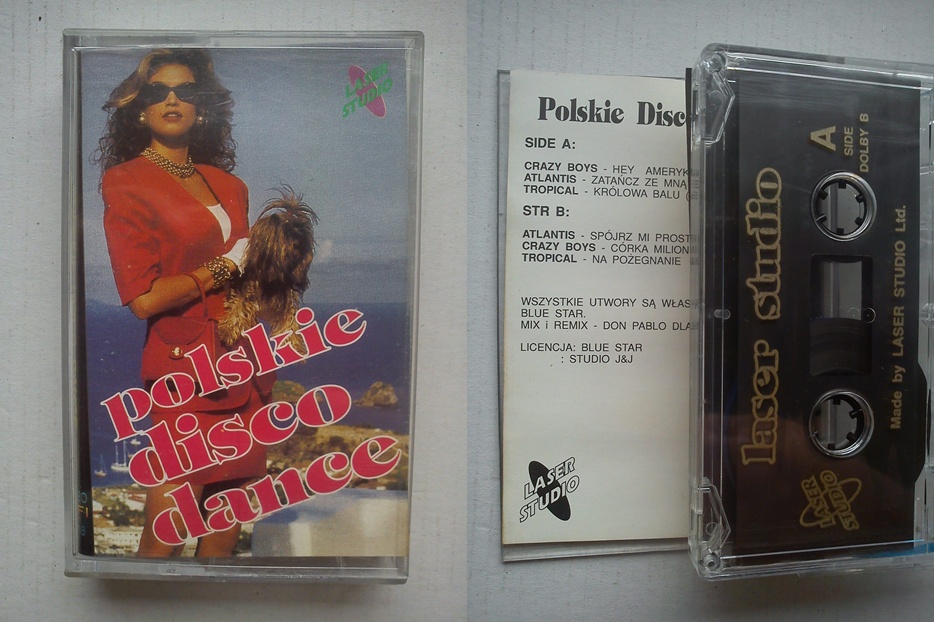 LASER
STUDIO
polskie
disco
dance
Polskie Disc
SIDE A:
CRAZY BOYS - HEY AMERYK
ATLANTIS - ZATAŃCZ ZE MNĄ
TROPICAL - KRÓLOWA BALU
STR B:
ATLANTIS - SPÓJRZ MI PROST
CRAZY BOYS - CÓRKA MILION
TROPICAL - NA POŻEGNANIE
WSZYSTKIE UTWORY SĄ WŁAS
BLUE STAR.
MIX i REMIX - DON PABLO DLA
LICENCJA: BLUE STAR
: STUDIO J&J
LASER
STUDIO
laser studio
A
SIDE
DOLBY B
Made by LASER STUDIO Ltd.
LASER
STUDIO